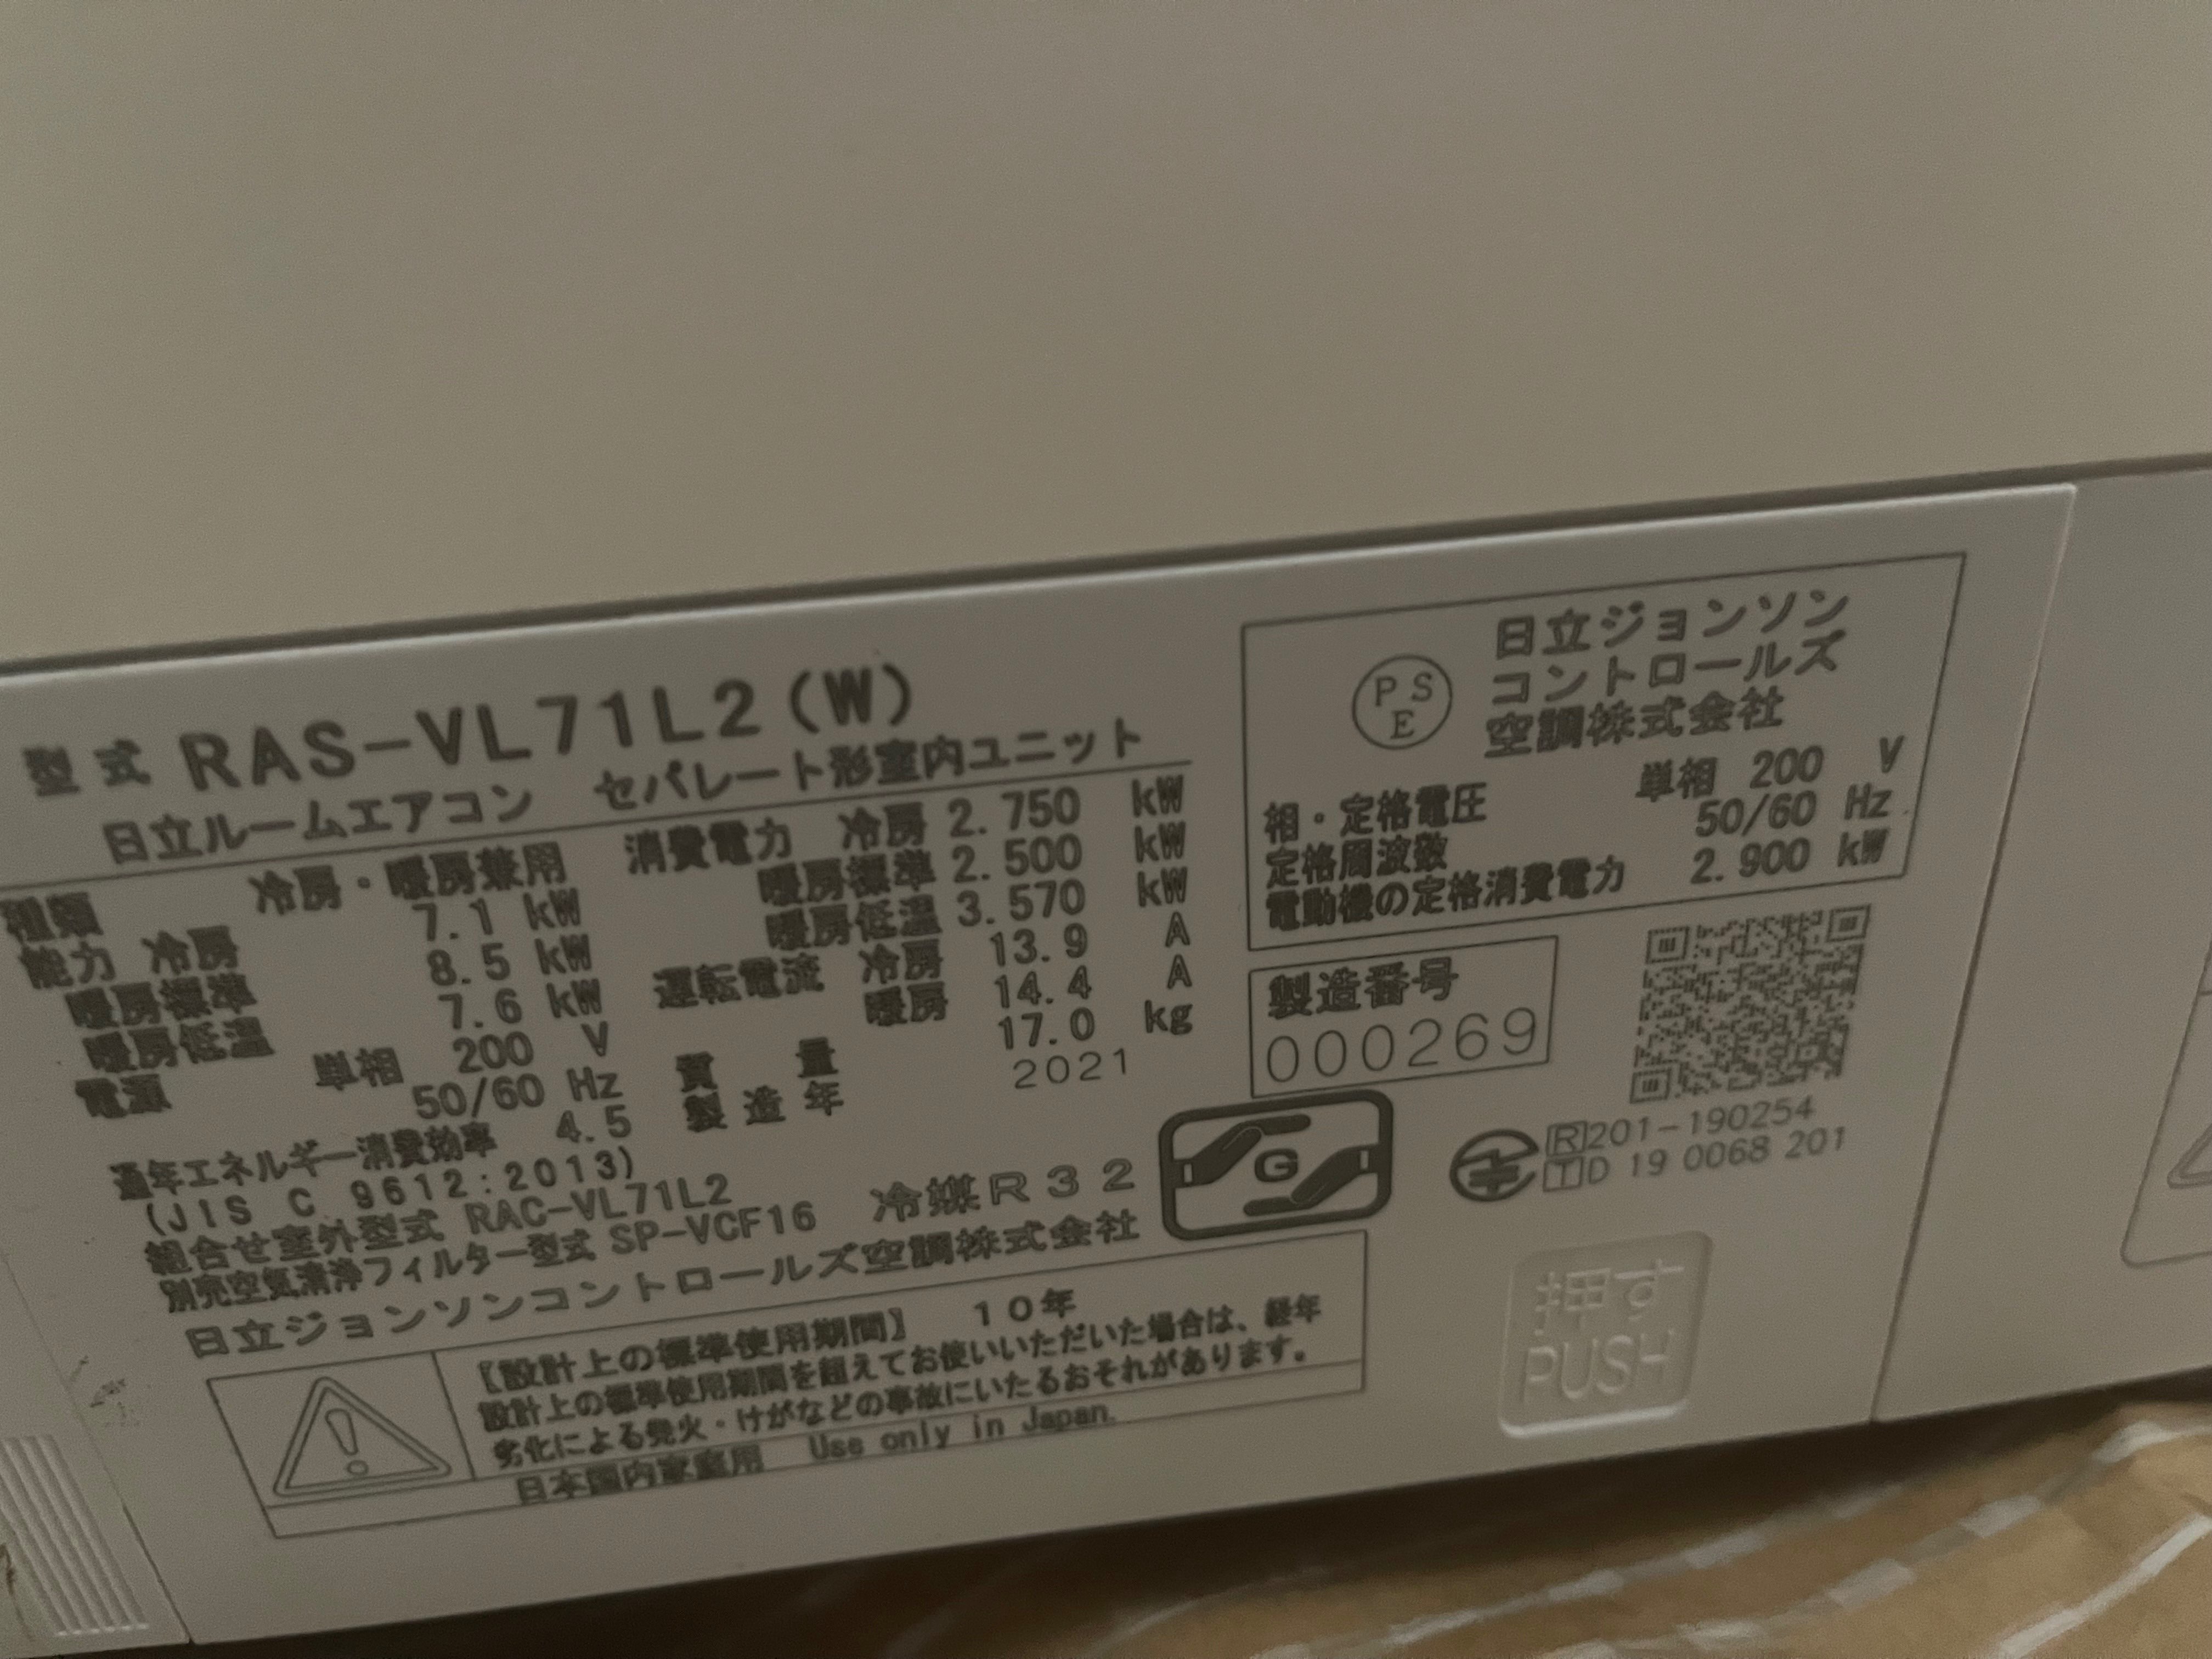 型式 RAS-VL71L2(W)
日立ルームエアコン セパレート形室内ユニット
種類 冷房・暖房兼用
能力 冷房 7.1 kW
暖房標準 8.5 kW
暖房低温 7.6 kW
電源 単相 200 V
50/60 Hz
通年エネルギー消費効率 4.5
(JIS C 9612:2013)
組合せ室外型式 RAC-VL71L2
別売空気清浄フィルター型式 SP-VCF16
消費電力 冷房 2.750 kW
暖房標準 2.500 kW
暖房低温 3.570 kW
運転電流 冷房 13.9 A
暖房 14.4 A
質量 17.0 kg
製造年 2021
冷媒R32
日立ジョンソンコントロールズ空調株式会社
【設計上の標準使用期間】 10年
設計上の標準使用期間を超えてお使いいただいた場合は、経年
劣化による発火・けがなどの事故にいたるおそれがあります。
日本国内家庭用 Use only in Japan.
PS
E
日立ジョンソン
コントロールズ
空調株式会社
相・定格電圧 単相 200 V
定格周波数 50/60 Hz
電動機の定格消費電力 2.900 kW
製造番号
000269
G
R201-190254
TD 19 0068 201
押す
PUSH